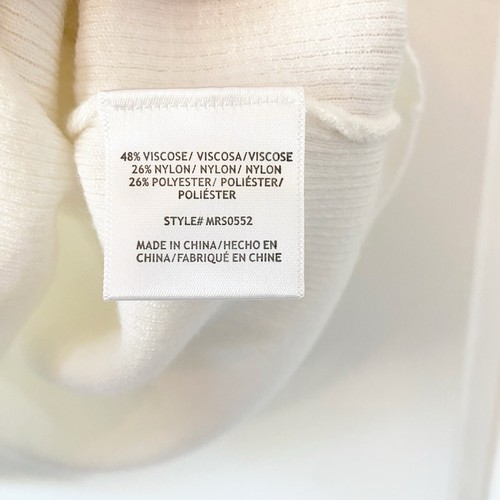 48% VISCOSE/ VISCOSA/VISCOSE
26% NYLON/ NYLON/ NYLON
26% POLYESTER/ POLIÉSTER/
POLIÉSTER
STYLE# MRS0552
MADE IN CHINA/HECHO EN
CHINA/FABRIQUÉ EN CHINE